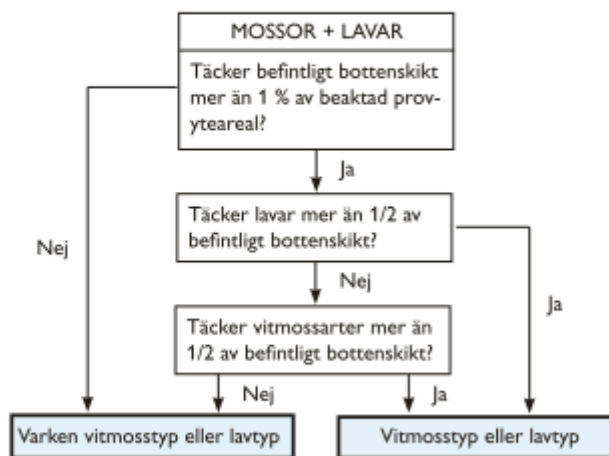 MOSSOR + LAVAR
Täcker befintligt bottenskikt
mer än 1 % av beaktad prov-
yteareal?
Ja
Nej
Täcker lavar mer än 1/2 av
befintligt bottenskikt?
Nej
Ja
Täcker vitmossarter mer än
1/2 av befintligt bottenskikt?
Nej
Ja
Varken vitmosstyp eller lavtyp
Vitmosstyp eller lavtyp